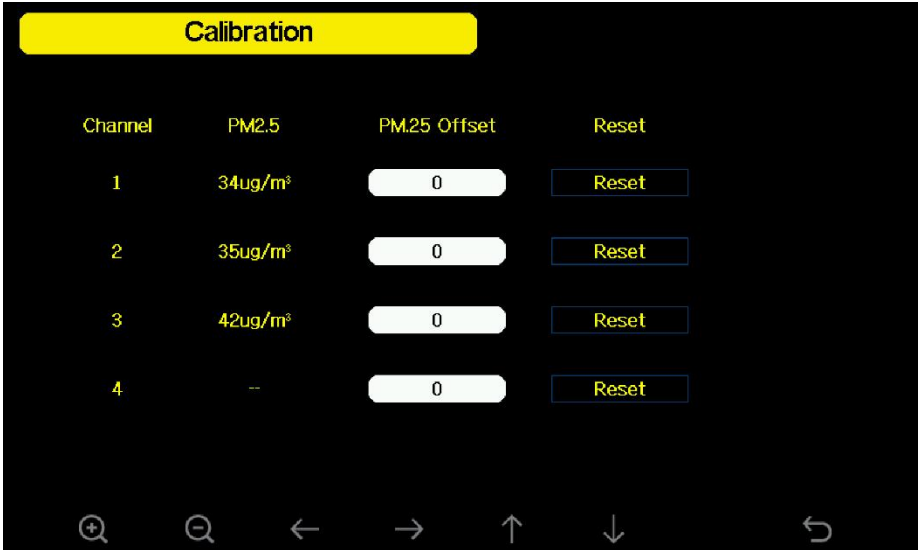 Calibration
Channel PM2.5 PM.25 Offset Reset
1 34ug/m³ 0 Reset
2 35ug/m³ 0 Reset
3 42ug/m³ 0 Reset
4 -- 0 Reset